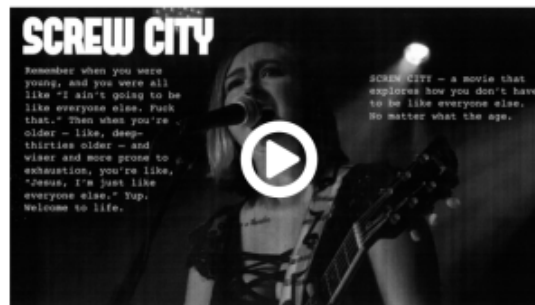 SCREW CITY
Remember when you were
young, and you were all
like "I ain't going to be
like everyone else. Fuck
that." Then when you're
older — like, deep-
thirties older — and
wiser and more prone to
exhaustion, you're like,
"Jesus, I'm just like
everyone else." Yup.
Welcome to life.
SCREW CITY — a movie that
explores how you don't have
to be like everyone else.
No matter what the age.